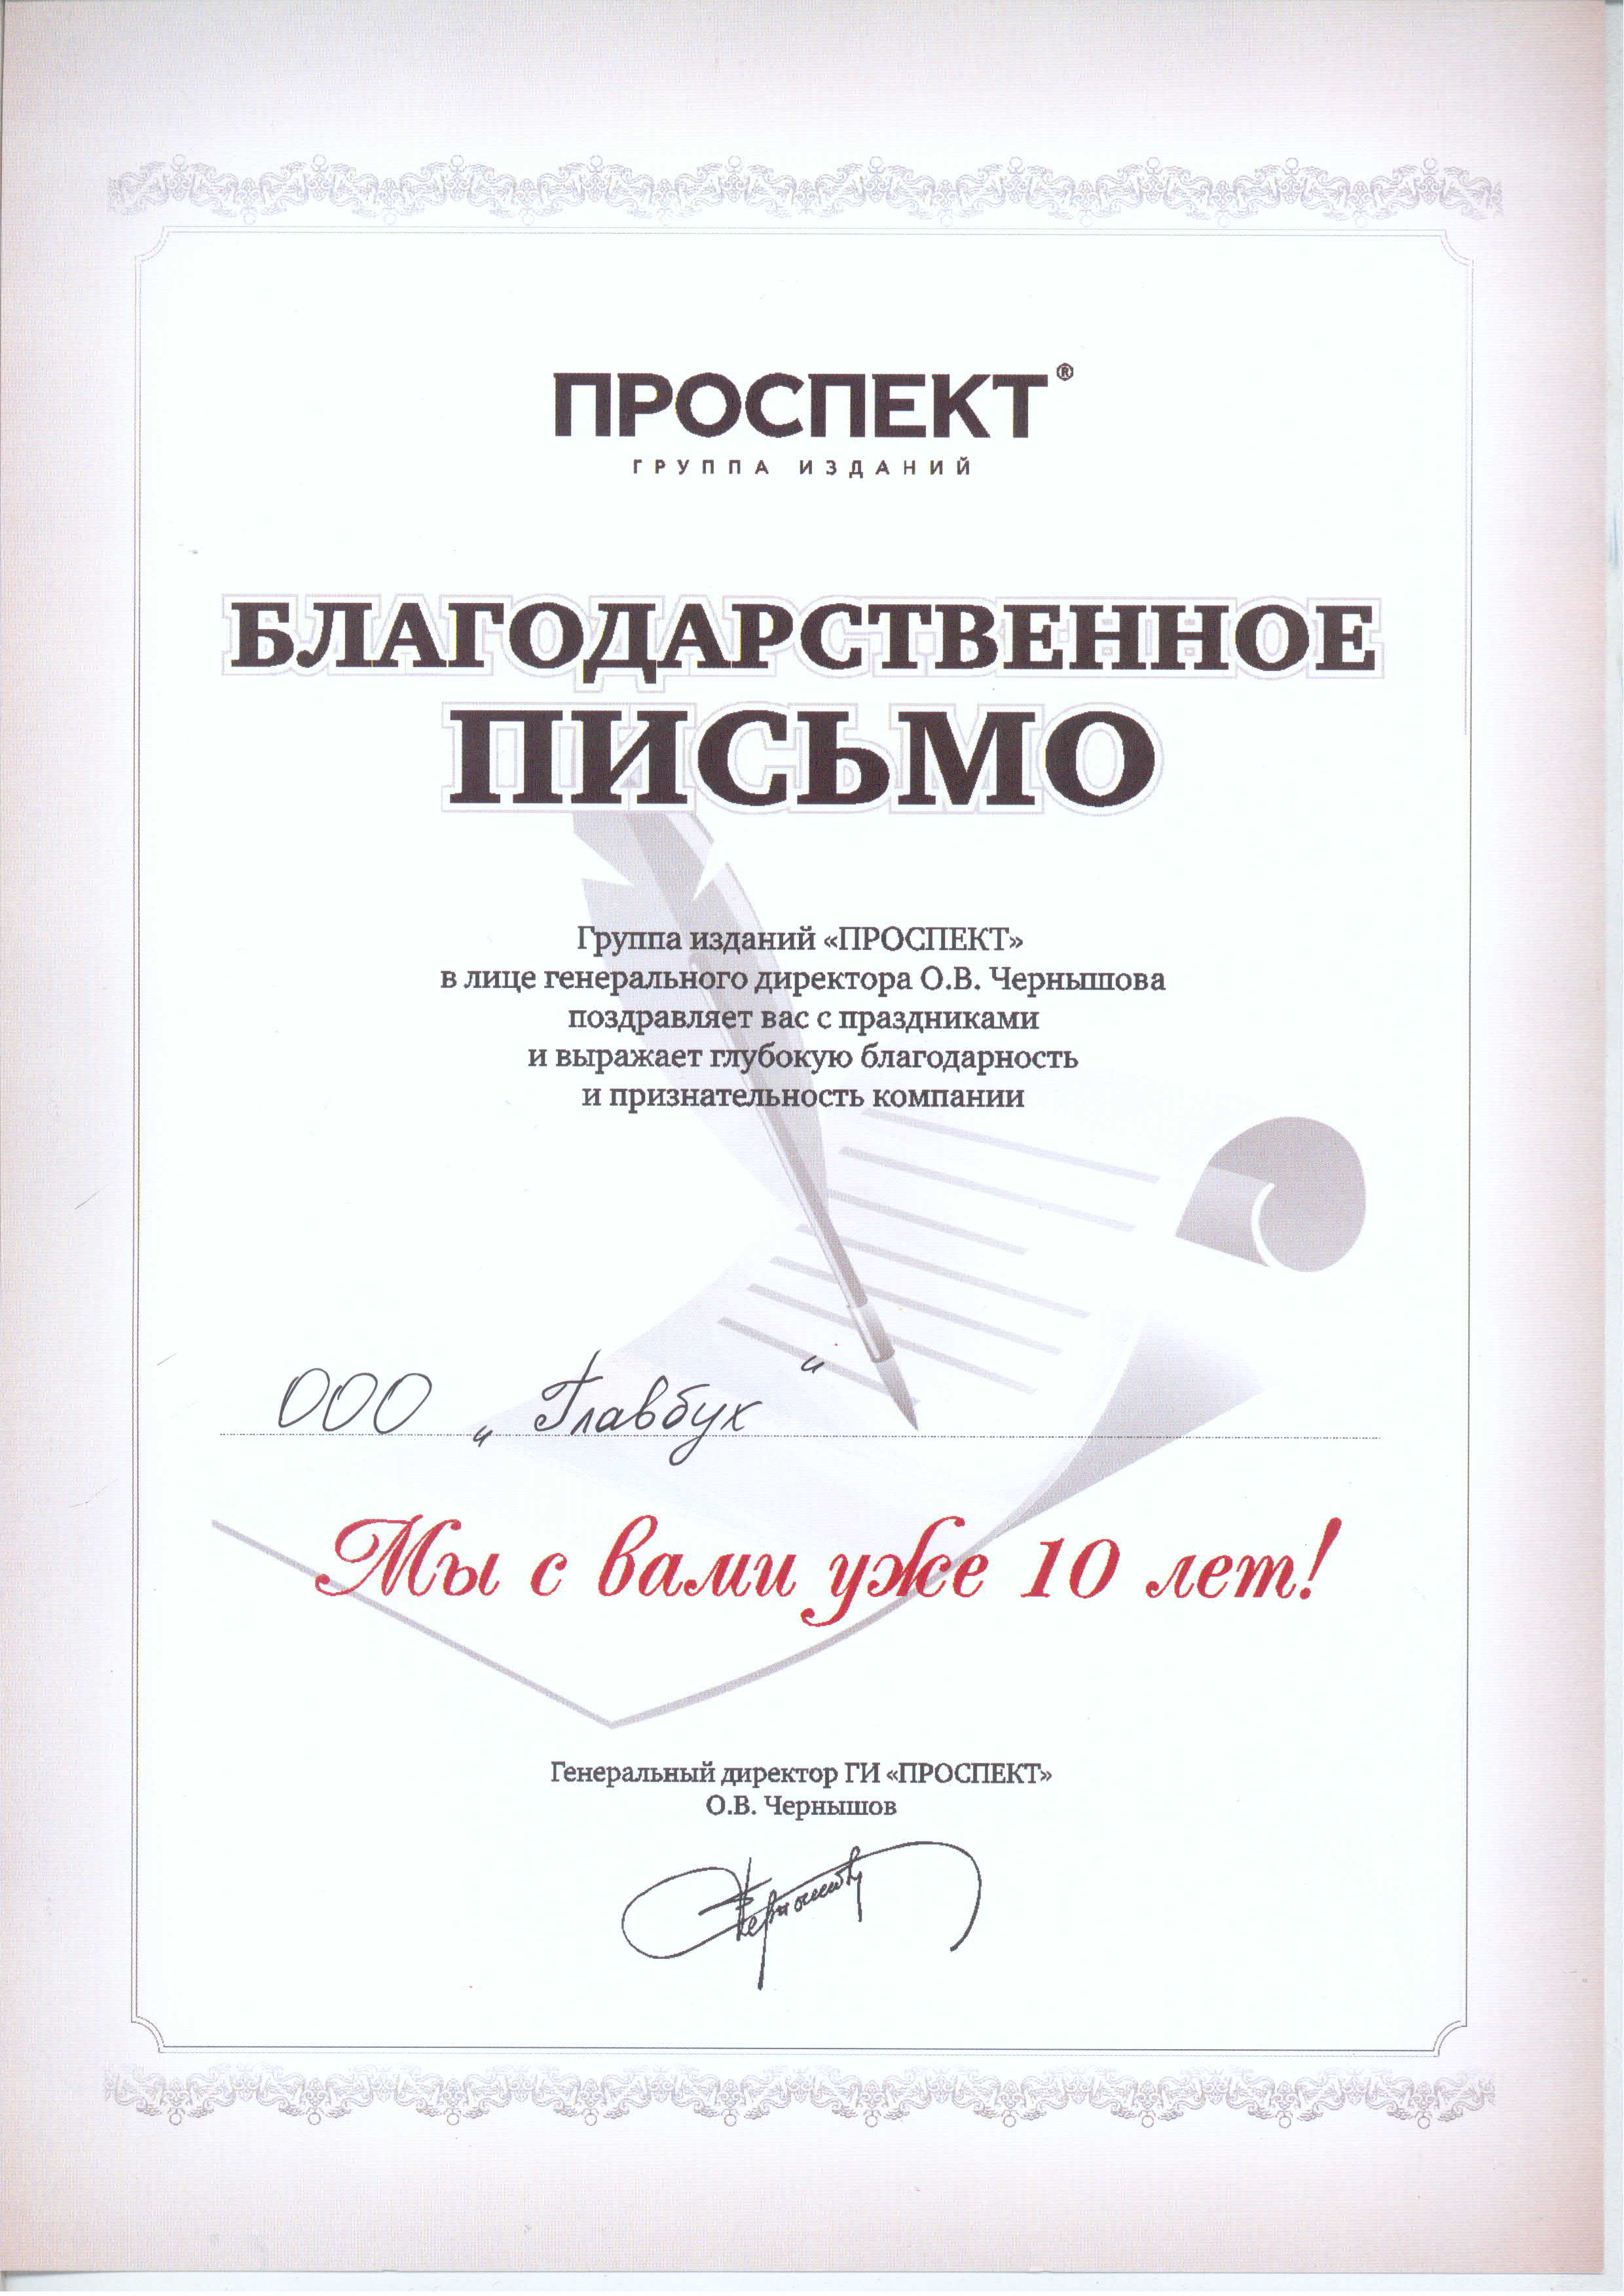 ПРОСПЕКТ®
ГРУППА ИЗДАНИЙ
БЛАГОДАРСТВЕННОЕ
ПИСЬМО
Группа изданий «ПРОСПЕКТ»
в лице генерального директора О.В. Чернышова
поздравляет вас с праздниками
и выражает глубокую благодарность
и признательность компании
ООО „Главбух“
Мы с вами уже 10 лет!
Генеральный директор ГИ «ПРОСПЕКТ»
О.В. Чернышов